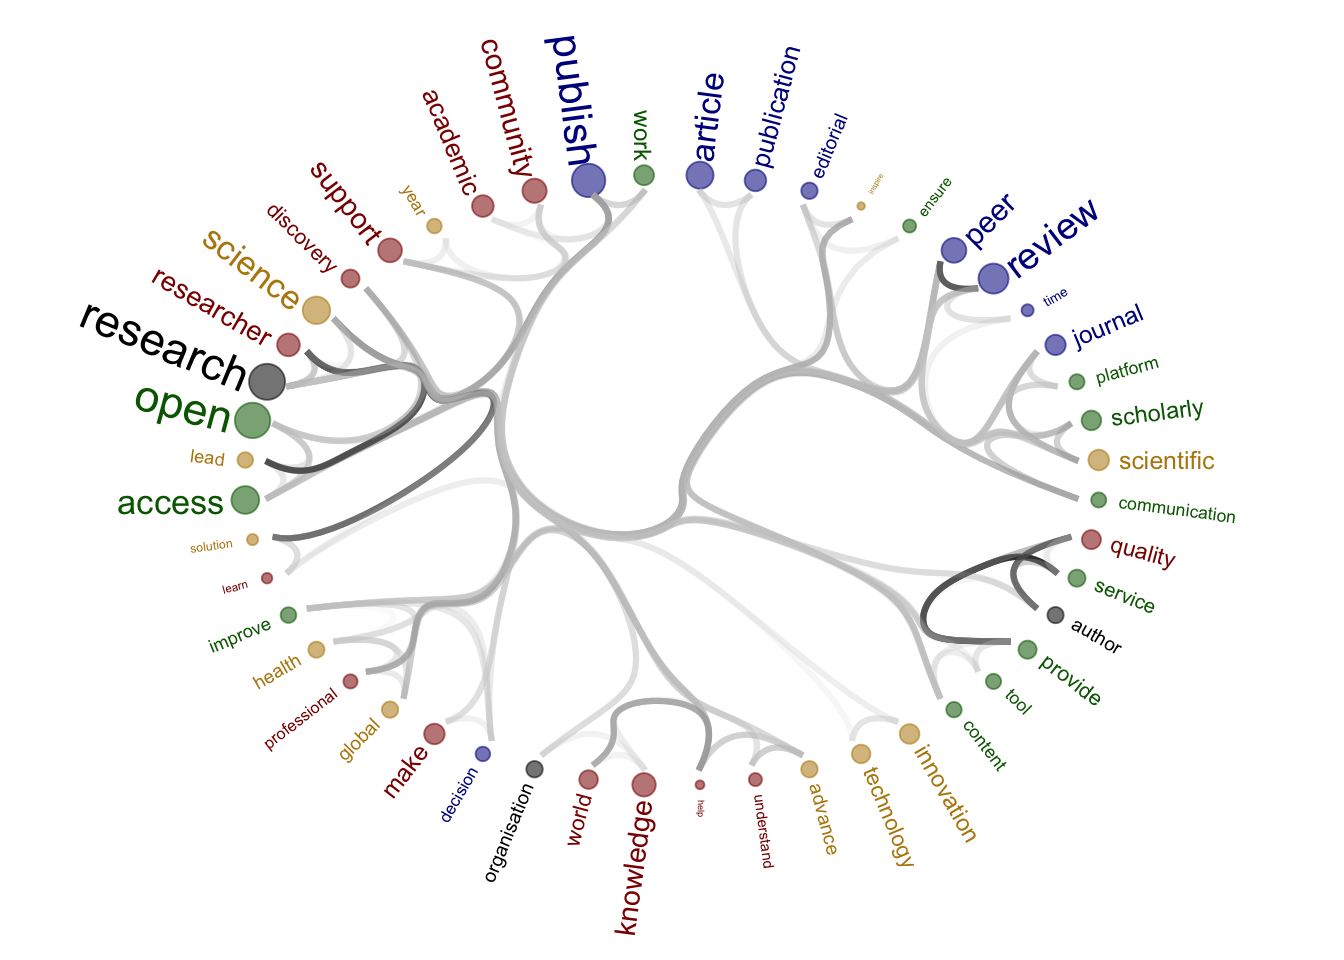 publish
work
article
publication
editorial
inspire
ensure
peer
review
time
journal
platform
scholarly
scientific
communication
quality
service
author
provide
tool
content
innovation
technology
advance
understand
help
knowledge
world
organisation
decision
make
global
professional
health
improve
learn
solution
access
lead
open
research
researcher
science
discovery
support
year
academic
community